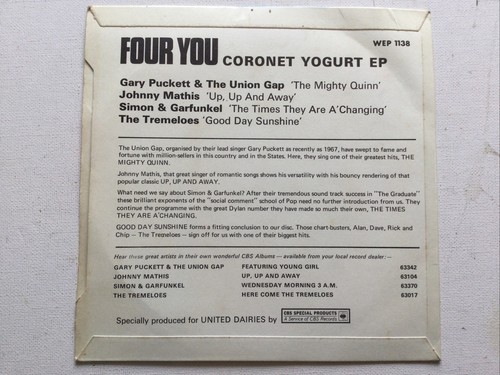 FOUR YOU CORONET YOGURT EP
WEP 1138
Gary Puckett & The Union Gap 'The Mighty Quinn'
Johnny Mathis 'Up, Up And Away'
Simon & Garfunkel 'The Times They Are A'Changing'
The Tremeloes 'Good Day Sunshine'
The Union Gap, organised by their lead singer Gary Puckett as recently as 1967, have swept to fame and
fortune with million-sellers in this country and in the States. Here, they sing one of their greatest hits, THE
MIGHTY QUINN.
Johnny Mathis, that great singer of romantic songs shows his versatility with his bouncy rendering of that
popular classic UP, UP AND AWAY.
What need we say about Simon & Garfunkel? After their tremendous sound track success in "The Graduate"
these brilliant exponents of the "social comment" school of Pop need no further introduction from us. They
continue the programme with the great Dylan number they have made so much their own, THE TIMES
THEY ARE A'CHANGING.
GOOD DAY SUNSHINE forms a fitting conclusion to our disc. Those chart-busters, Alan, Dave, Rick and
Chip – The Tremeloes – sign off for us with one of their biggest hits.
Hear these great artists in their own wonderful CBS Albums – available from your local record dealer:–
GARY PUCKETT & THE UNION GAP FEATURING YOUNG GIRL 63342
JOHNNY MATHIS UP, UP AND AWAY 63104
SIMON & GARFUNKEL WEDNESDAY MORNING 3 A.M. 63370
THE TREMELOES HERE COME THE TREMELOES 63017
Specially produced for UNITED DAIRIES by
CBS SPECIAL PRODUCTS
A Service of CBS Records